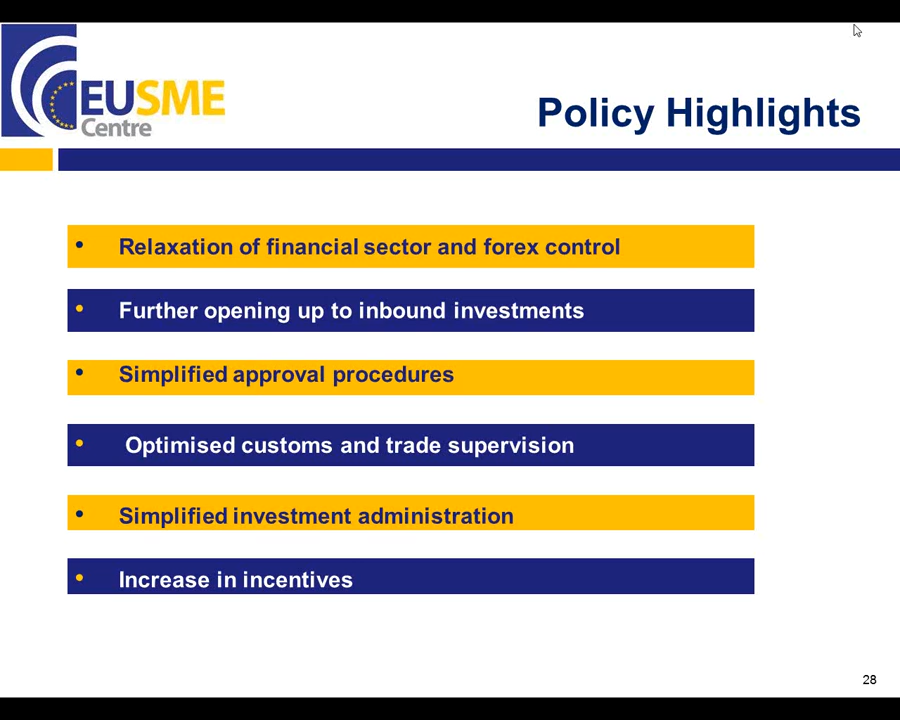 EUSME
Centre
Policy Highlights
• Relaxation of financial sector and forex control
• Further opening up to inbound investments
• Simplified approval procedures
• Optimised customs and trade supervision
• Simplified investment administration
• Increase in incentives
28